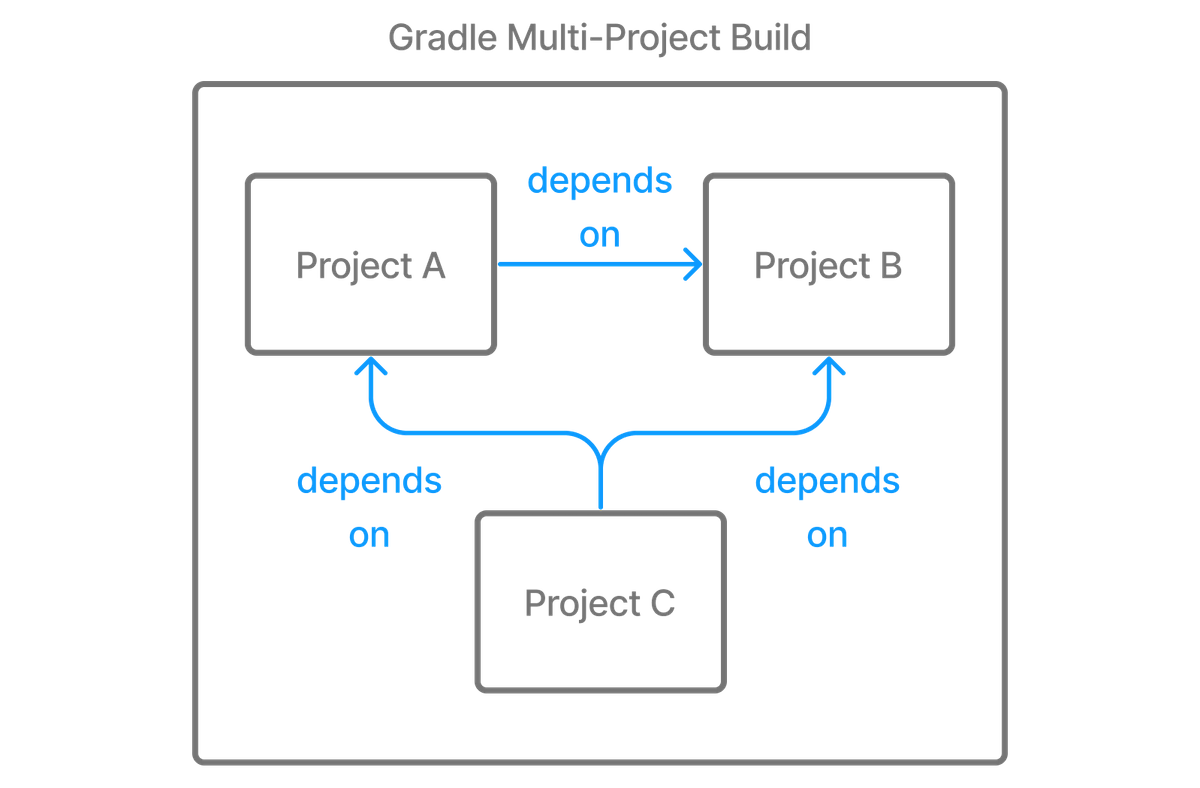 Gradle Multi-Project Build
depends
on
Project A
Project B
depends
on
depends
on
Project C